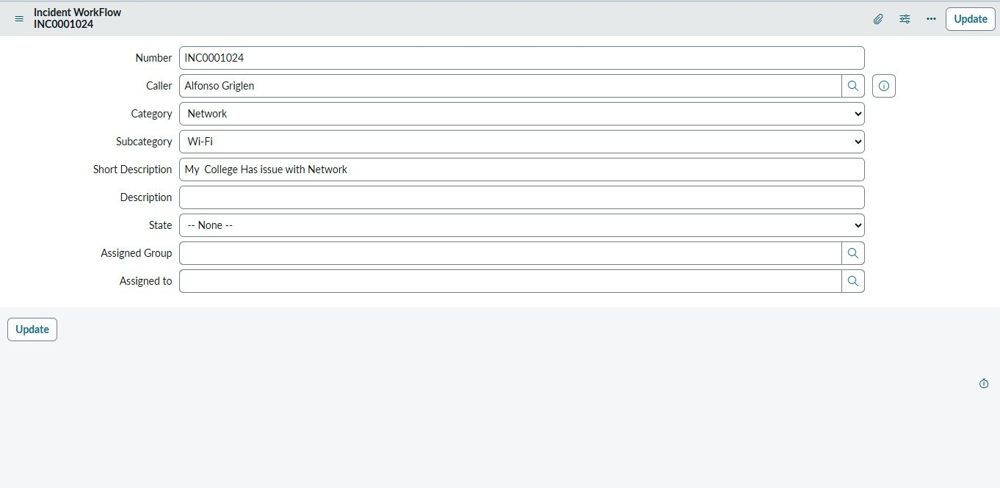 Incident WorkFlow
INC0001024
Update
Number INC0001024
Caller Alfonso Griglen
Category Network
Subcategory Wi-Fi
Short Description My  College Has issue with Network
Description
State -- None --
Assigned Group
Assigned to
Update